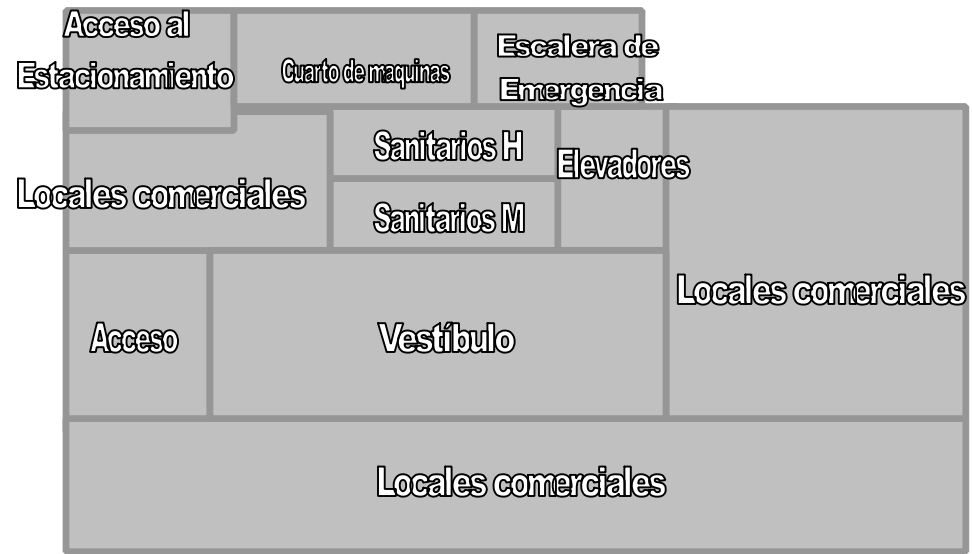 Acceso al
Estacionamiento
Cuarto de maquinas
Escalera de
Emergencia
Sanitarios H
Elevadores
Locales comerciales
Sanitarios M
Locales comerciales
Acceso
Vestíbulo
Locales comerciales